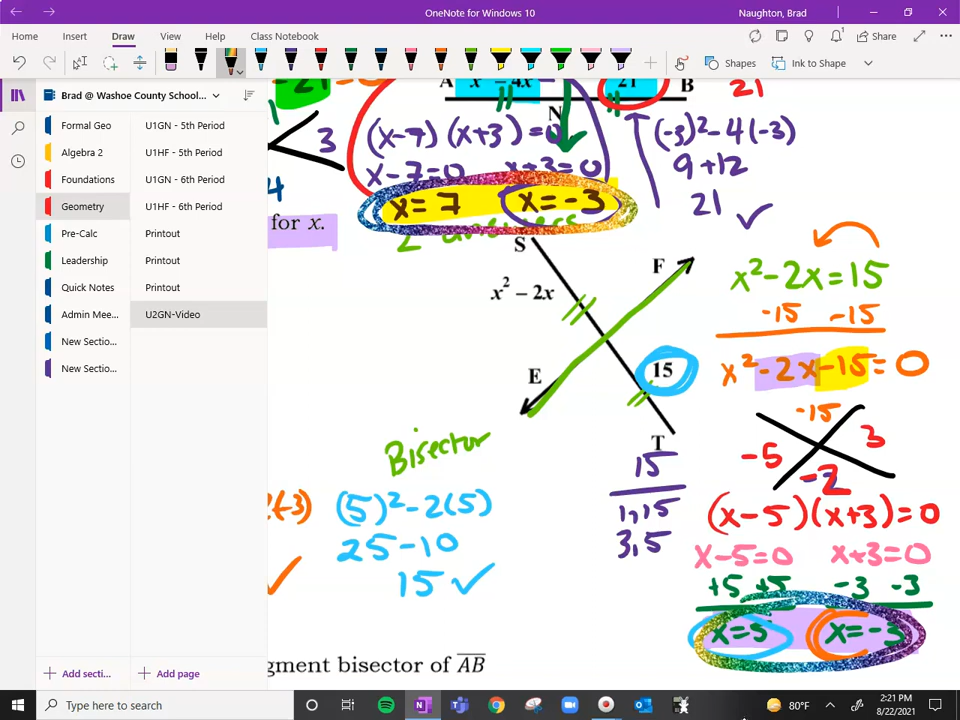 OneNote for Windows 10
Naughton, Brad
Home Insert Draw View Help Class Notebook
Share
Shapes
Ink to Shape
Brad @ Washoe County School...
Formal Geo
Algebra 2
Foundations
Geometry
Pre-Calc
Leadership
Quick Notes
Admin Mee...
New Sectio...
New Sectio...
U1GN - 5th Period
U1HF - 5th Period
U1GN - 6th Period
U1HF - 6th Period
Printout
Printout
Printout
U2GN-Video
Add secti...
Add page
A x² - 4x 21 B
N
21
3
(x-7)(x+3)=0
x-7=0 x+3=0
x=7 x=-3
2 answers
(-3)²-4(-3)
9+12
21 ✓
for x.
S
x² – 2x
F
E
15
T
Bisector
x²-2x=15
-15 -15
x²-2x-15=0
-15
-5 3
-2
15
1,15
3,5
(x-5)(x+3)=0
x-5=0 x+3=0
+5 +5 -3 -3
x=5 x=-3
(5)²-2(5)
25-10
15 ✓
gment bisector of AB
Type here to search
80°F
2:21 PM
8/22/2021